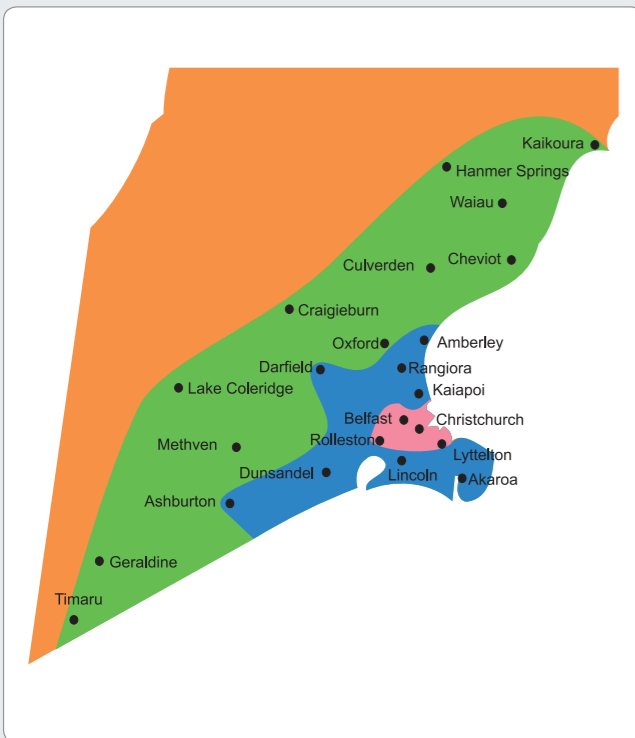 Kaikoura
Hanmer Springs
Waiau
Cheviot
Culverden
Craigieburn
Oxford
Amberley
Darfield
Rangiora
Lake Coleridge
Kaiapoi
Belfast
Christchurch
Rolleston
Methven
Lyttelton
Dunsandel
Lincoln
Akaroa
Ashburton
Geraldine
Timaru